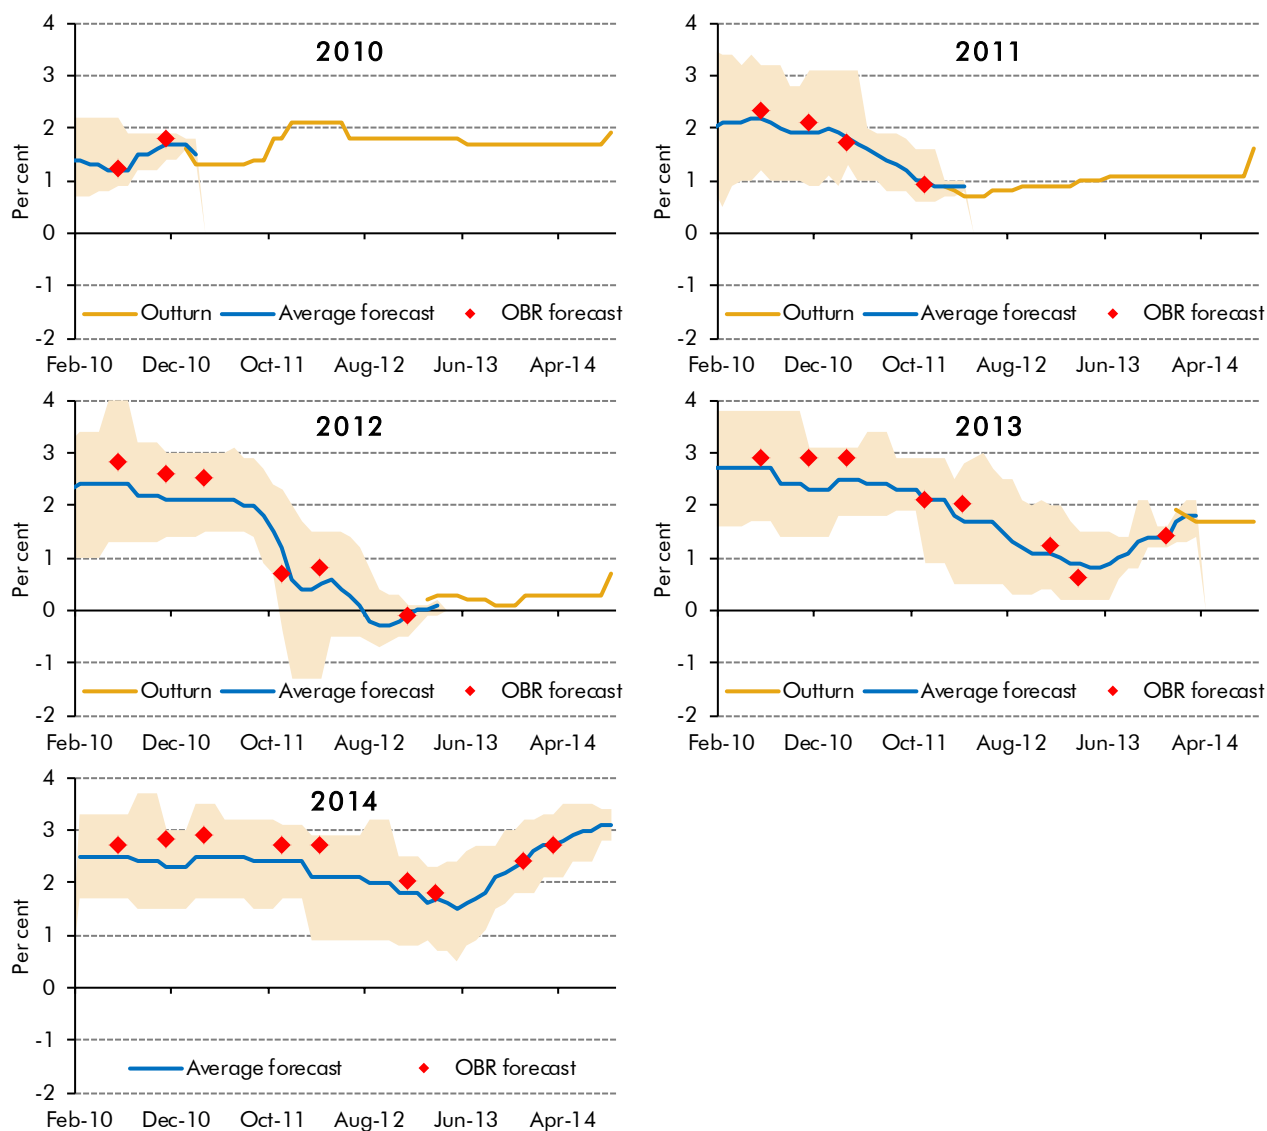 2010
4
3
2
1
0
-1
-2
Per cent
Outturn Average forecast OBR forecast
Feb-10 Dec-10 Oct-11 Aug-12 Jun-13 Apr-14
2011
4
3
2
1
0
-1
-2
Per cent
Outturn Average forecast OBR forecast
Feb-10 Dec-10 Oct-11 Aug-12 Jun-13 Apr-14
2012
4
3
2
1
0
-1
-2
Per cent
Outturn Average forecast OBR forecast
Feb-10 Dec-10 Oct-11 Aug-12 Jun-13 Apr-14
2013
4
3
2
1
0
-1
-2
Per cent
Outturn Average forecast OBR forecast
Feb-10 Dec-10 Oct-11 Aug-12 Jun-13 Apr-14
2014
4
3
2
1
0
-1
-2
Per cent
Average forecast OBR forecast
Feb-10 Dec-10 Oct-11 Aug-12 Jun-13 Apr-14